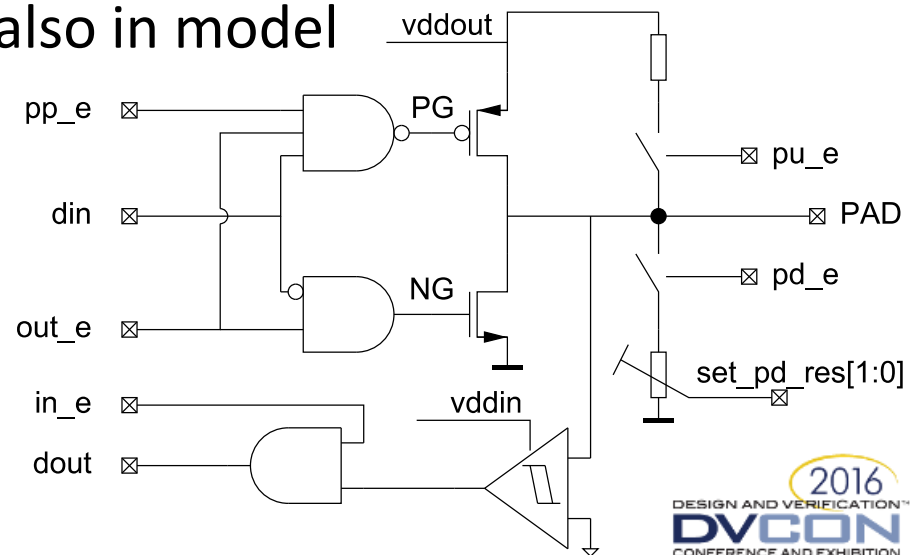 also in model
vddout
pp_e
PG
pu_e
din
PAD
NG
pd_e
out_e
set_pd_res[1:0]
in_e
vddin
dout
2016
DESIGN AND VERIFICATION™
DVCON
CONFERENCE AND EXHIBITION